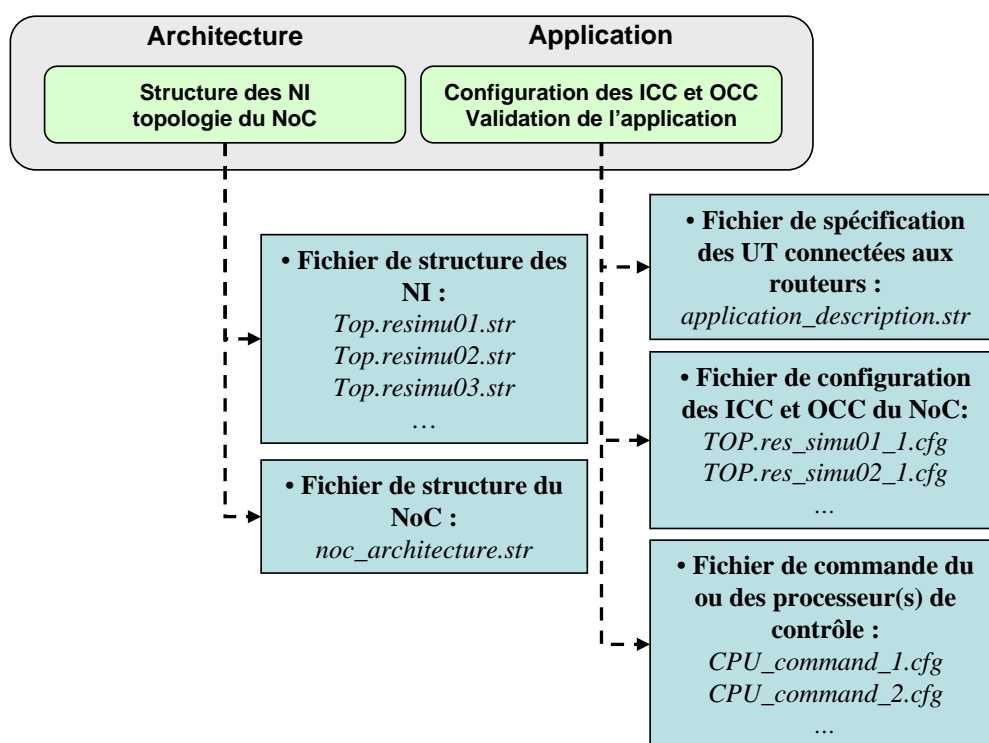 Architecture
Application
Structure des NI
topologie du NoC
Configuration des ICC et OCC
Validation de l'application
• Fichier de structure des
NI :
Top.resimu01.str
Top.resimu02.str
Top.resimu03.str
…
• Fichier de structure du
NoC :
noc_architecture.str
• Fichier de spécification
des UT connectées aux
routeurs :
application_description.str
• Fichier de configuration
des ICC et OCC du NoC:
TOP.res_simu01_1.cfg
TOP.res_simu02_1.cfg
...
• Fichier de commande du
ou des processeur(s) de
contrôle :
CPU_command_1.cfg
CPU_command_2.cfg
...